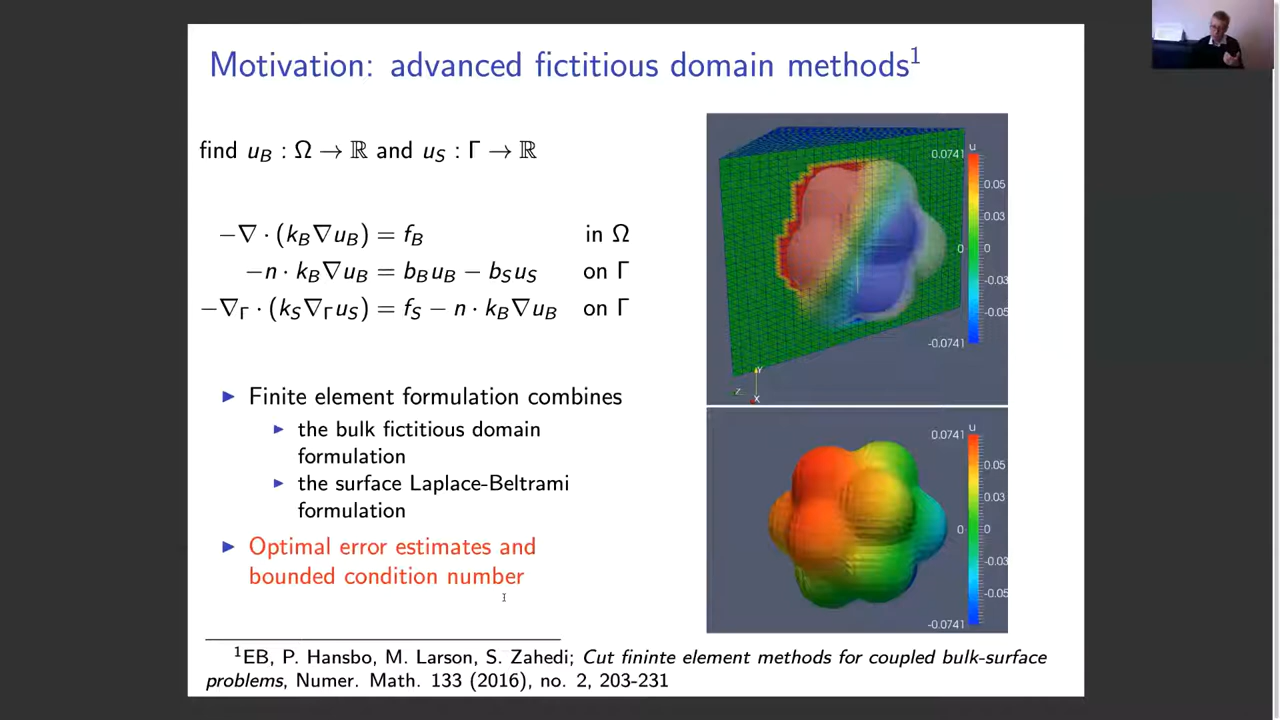 Motivation: advanced fictitious domain methods¹
find u_B : Ω → ℝ and u_S : Γ → ℝ
−∇ · (k_B∇u_B) = f_B in Ω
−n · k_B∇u_B = b_Bu_B − b_Su_S on Γ
−∇_Γ · (k_S∇_Γu_S) = f_S − n · k_B∇u_B on Γ
▶ Finite element formulation combines
▶ the bulk fictitious domain
formulation
▶ the surface Laplace-Beltrami
formulation
▶ Optimal error estimates and
bounded condition number
u
0.0741
0.05
0.03
0 0
-0.03
-0.05
-0.0741
Y
Z
X
u
0.0741
0.05
0.03
0 0
-0.03
-0.05
-0.0741
¹EB, P. Hansbo, M. Larson, S. Zahedi; Cut fininte element methods for coupled bulk-surface
problems, Numer. Math. 133 (2016), no. 2, 203-231